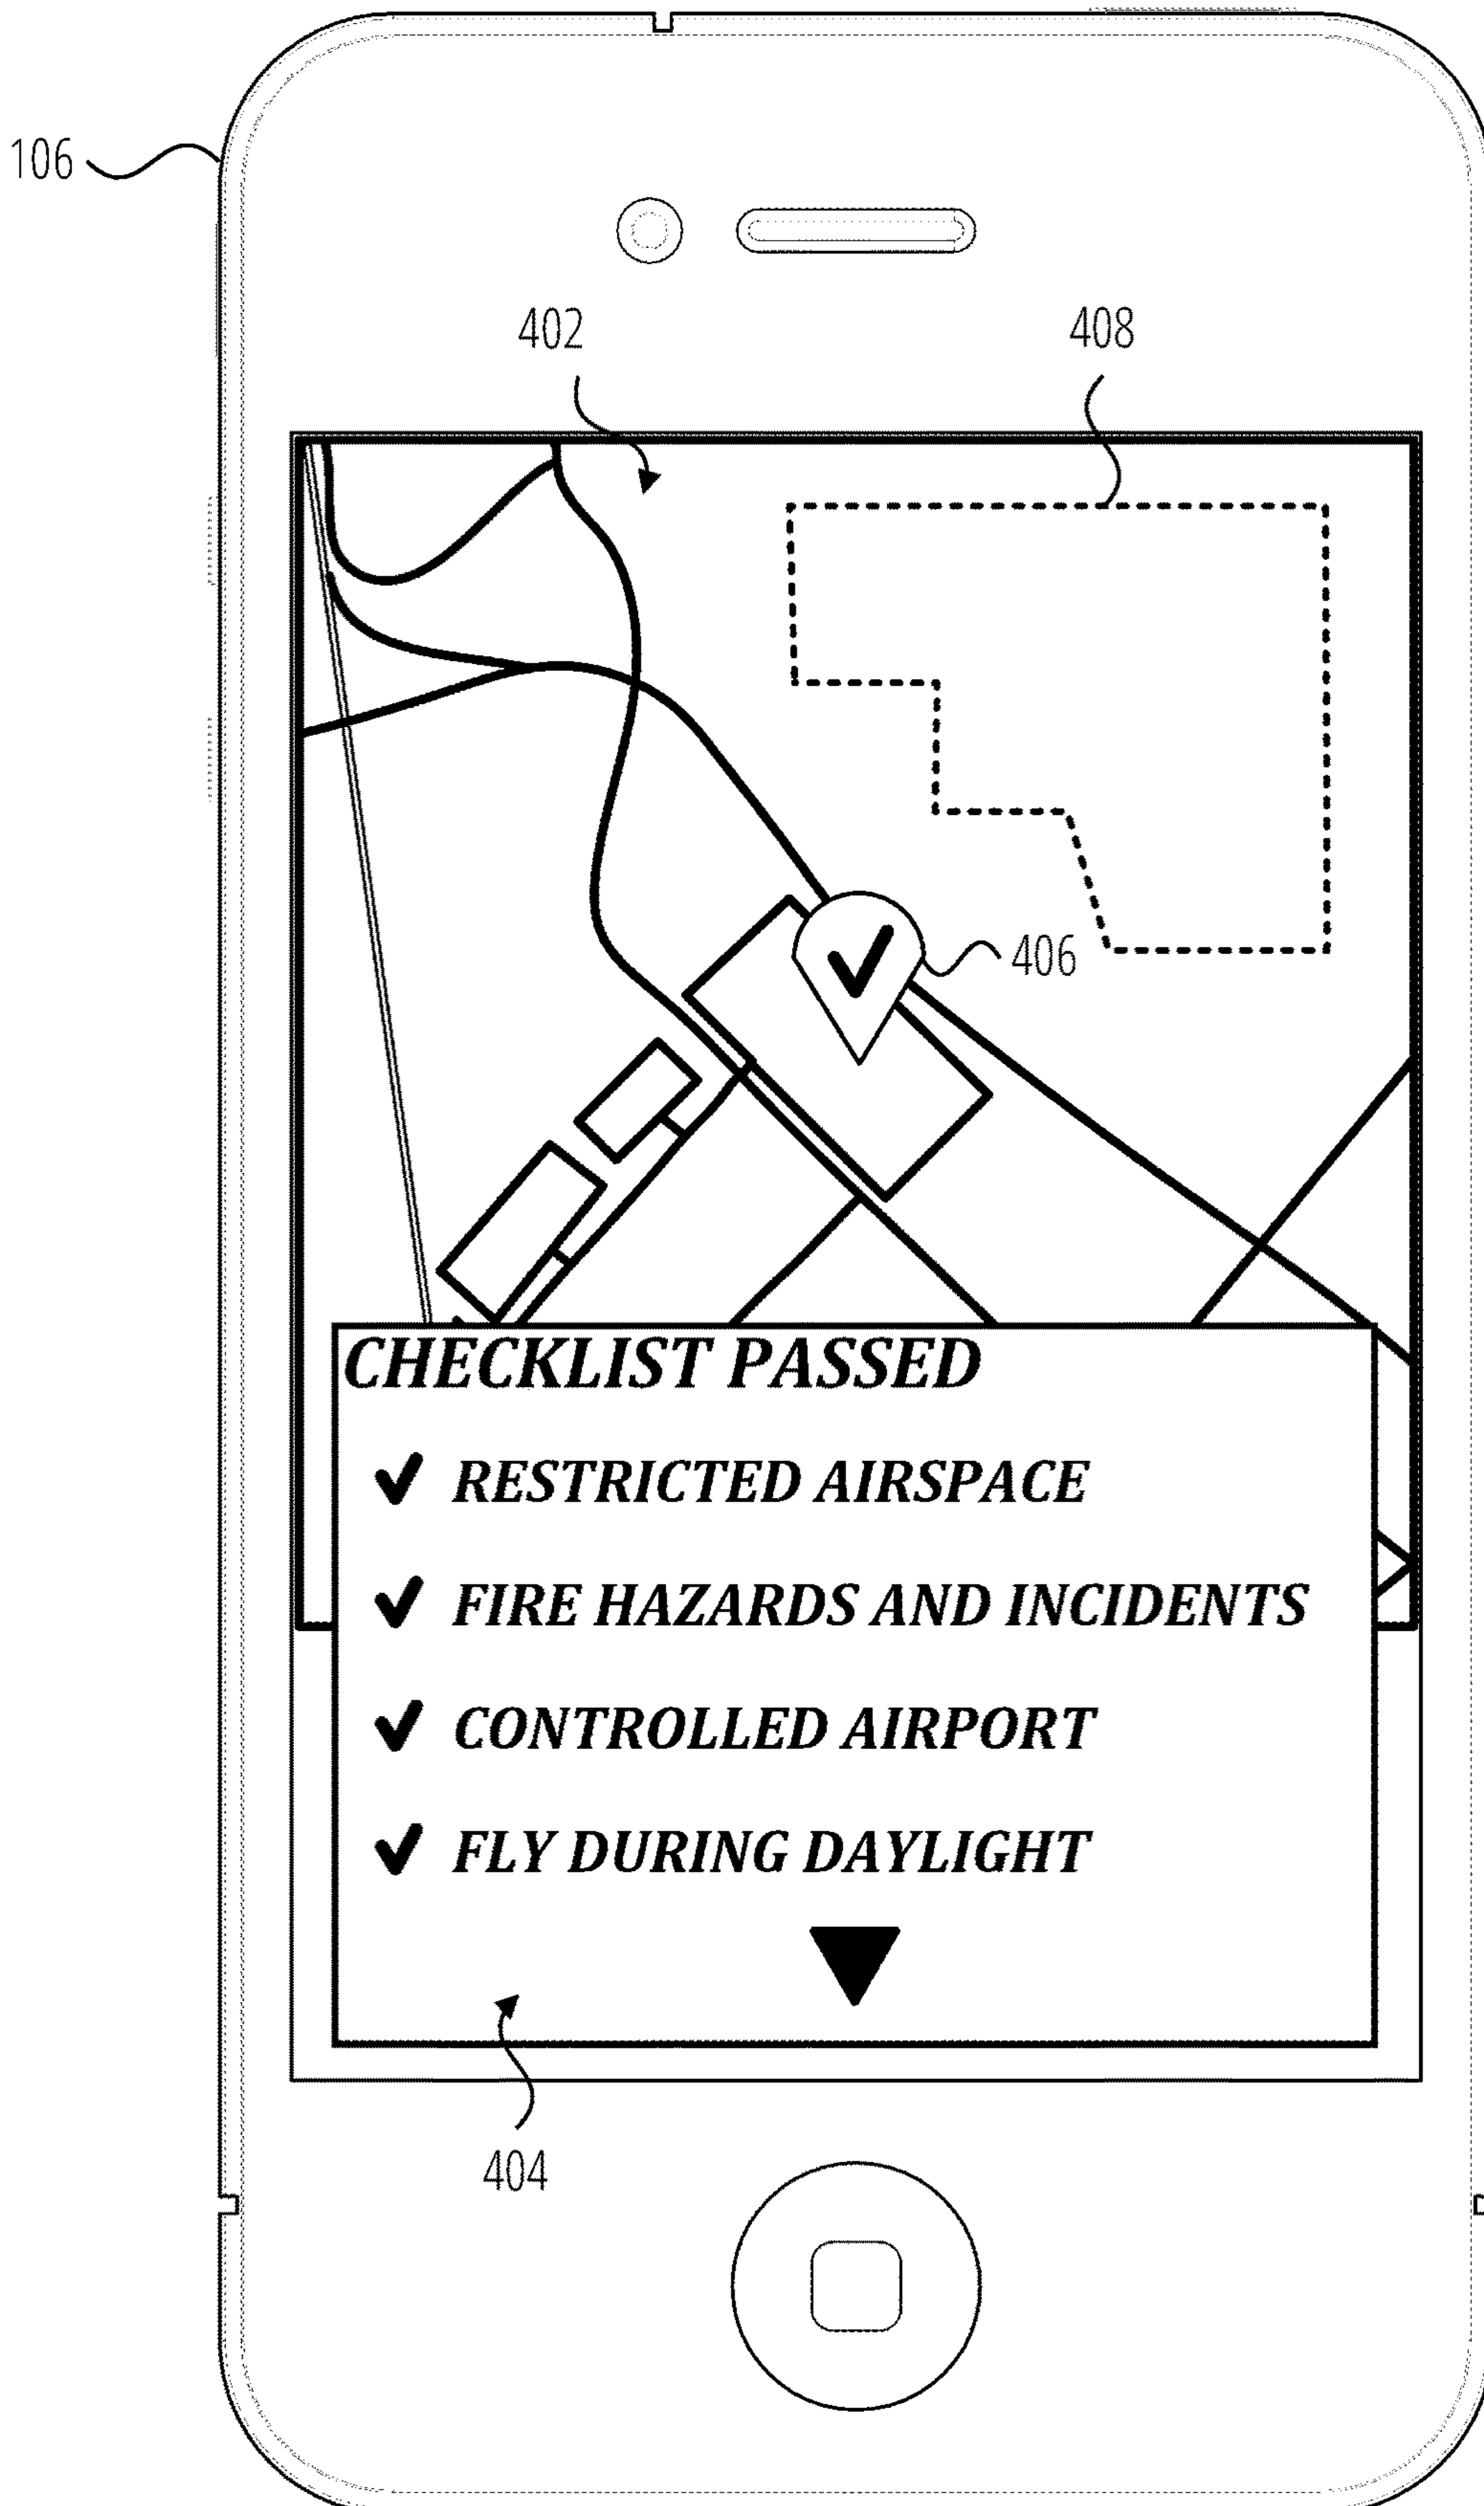 106
402
408
406
CHECKLIST PASSED
RESTRICTED AIRSPACE
FIRE HAZARDS AND INCIDENTS
CONTROLLED AIRPORT
FLY DURING DAYLIGHT
404